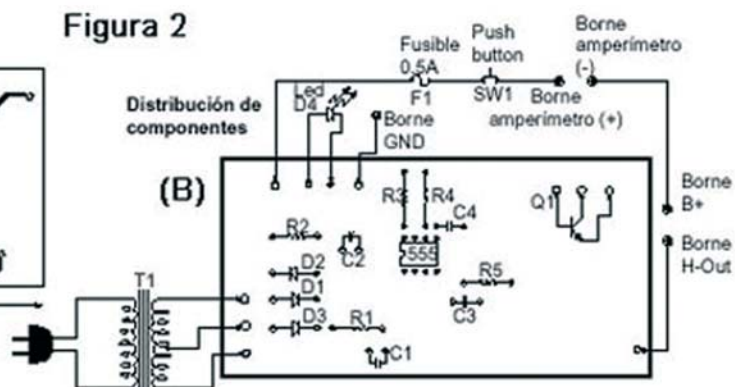 Figura 2
Distribución de
componentes
(B)
Led
D4
Borne
GND
Fusible
0,5A
F1
Push
button
SW1
Borne
amperímetro
(-)
Borne
amperímetro (+)
Borne
B+
Borne
H-Out
R3
R4
C4
Q1
R2
C2
555
D2
D1
D3
R1
C1
R5
C3
T1